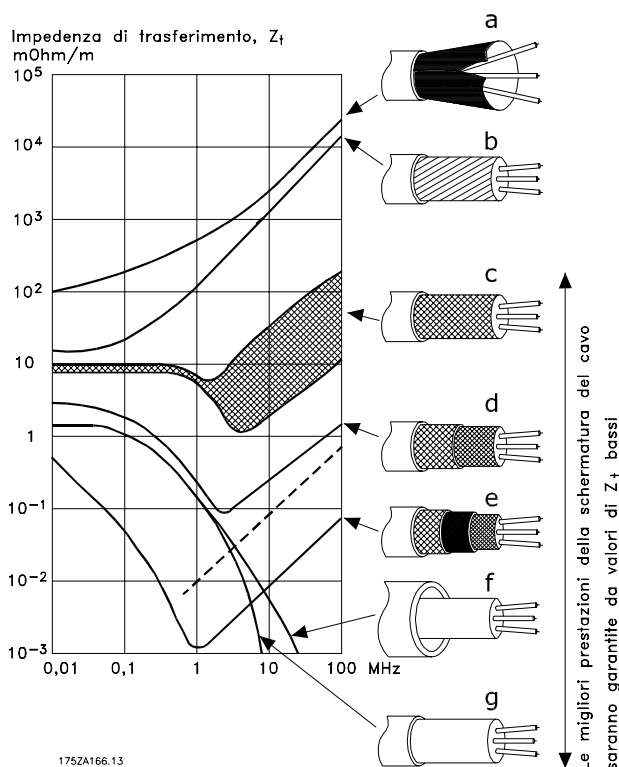 Impedenza di trasferimento, Zt
mOhm/m
10⁵
10⁴
10³
10²
10
1
10⁻¹
10⁻²
10⁻³
0,01 0,1 1 10 100 MHz
a
b
c
d
e
f
g
Le migliori prestazioni della schermatura del cavo
saranno garantite da valori di Zt bassi
175ZA166.13